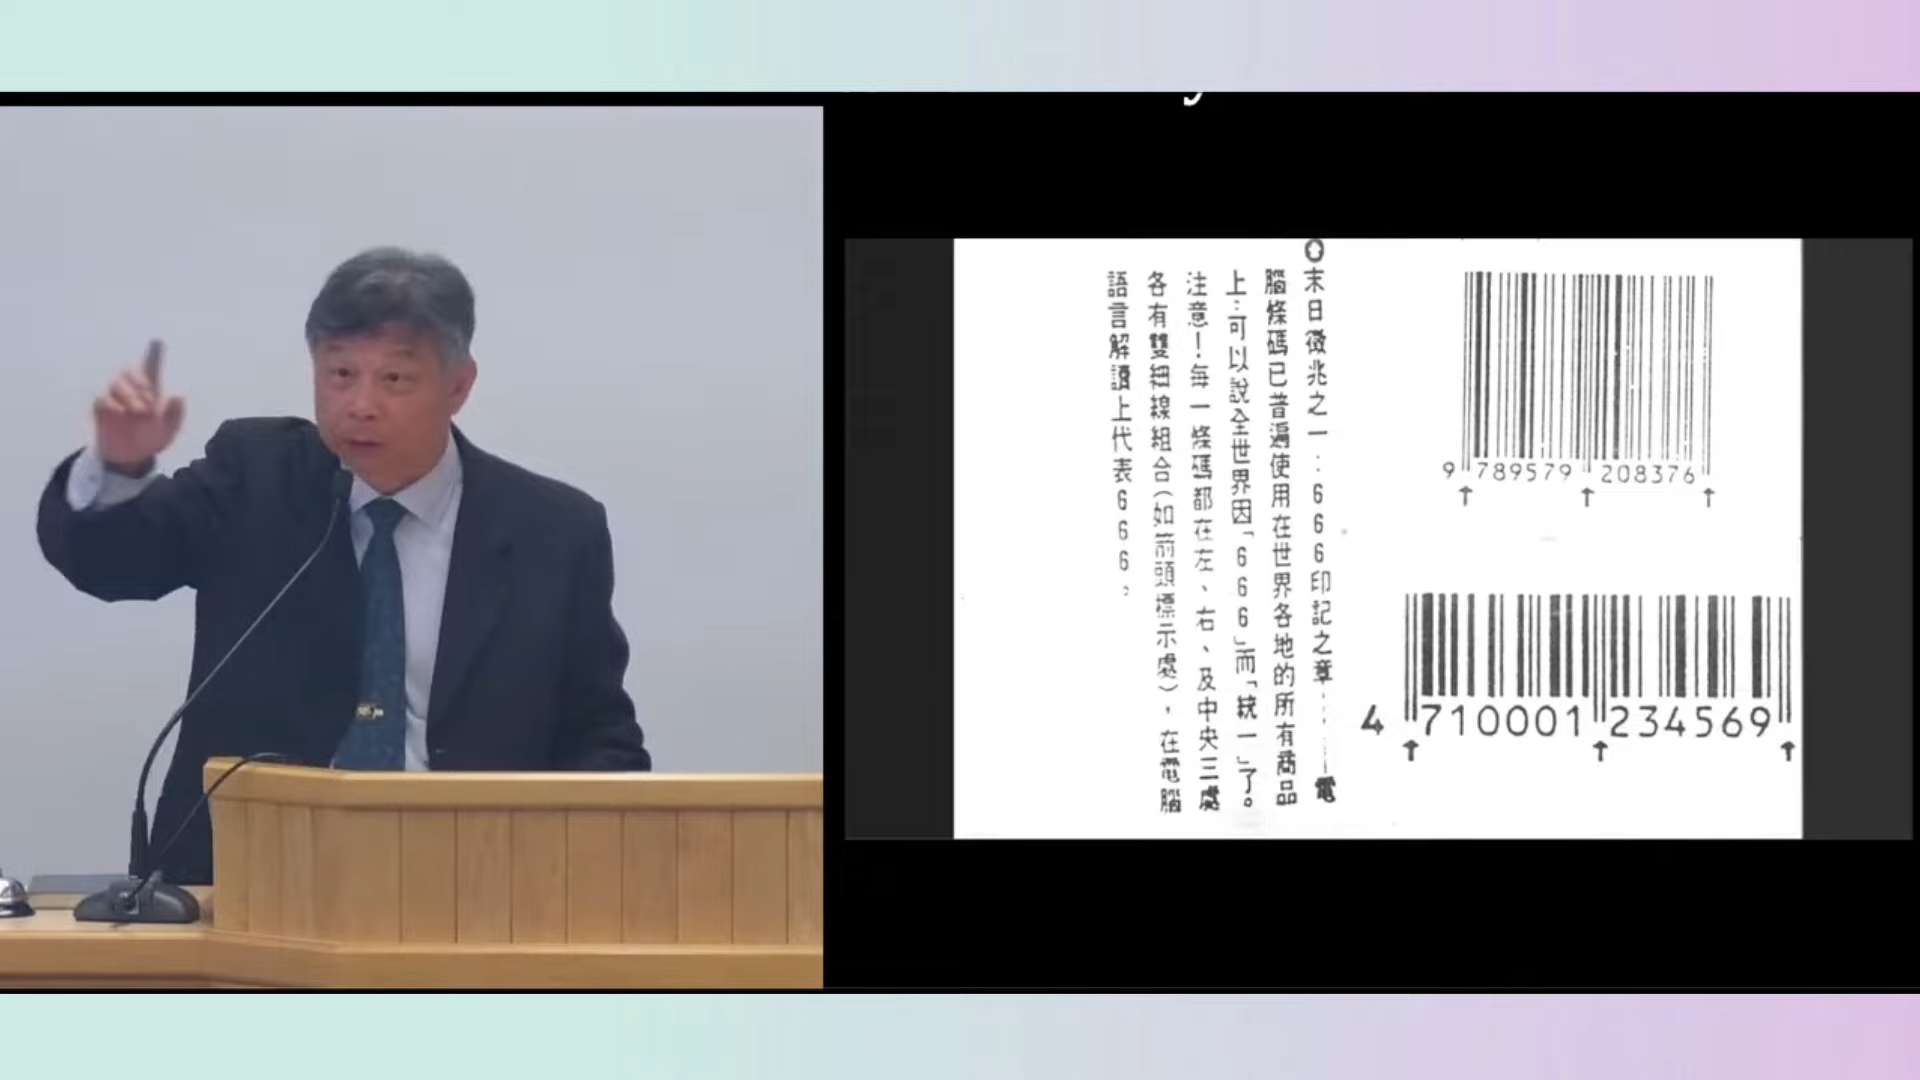 末日徵兆之一：666印記之章……電
腦條碼已普遍使用在世界各地的所有商品
上…可以說全世界因「666」而「統一」了。
注意！每一條碼都在左、右、及中央三處
各有雙細線組合（如箭頭標示處），在電腦
語言解讀上代表666。
9 789579 208376
4 710001 234569